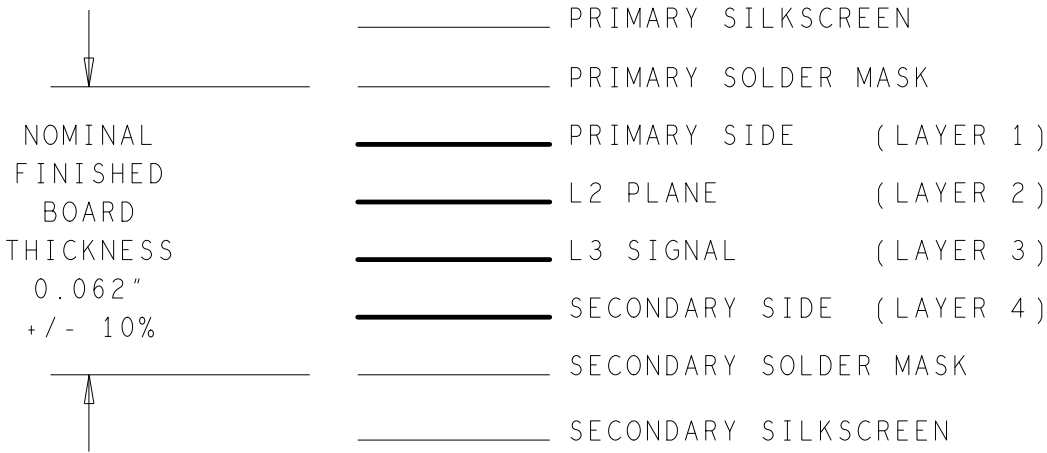 PRIMARY SILKSCREEN
PRIMARY SOLDER MASK
NOMINAL
FINISHED
BOARD
THICKNESS
0.062"
+/- 10%
PRIMARY SIDE (LAYER 1)
L2 PLANE (LAYER 2)
L3 SIGNAL (LAYER 3)
SECONDARY SIDE (LAYER 4)
SECONDARY SOLDER MASK
SECONDARY SILKSCREEN